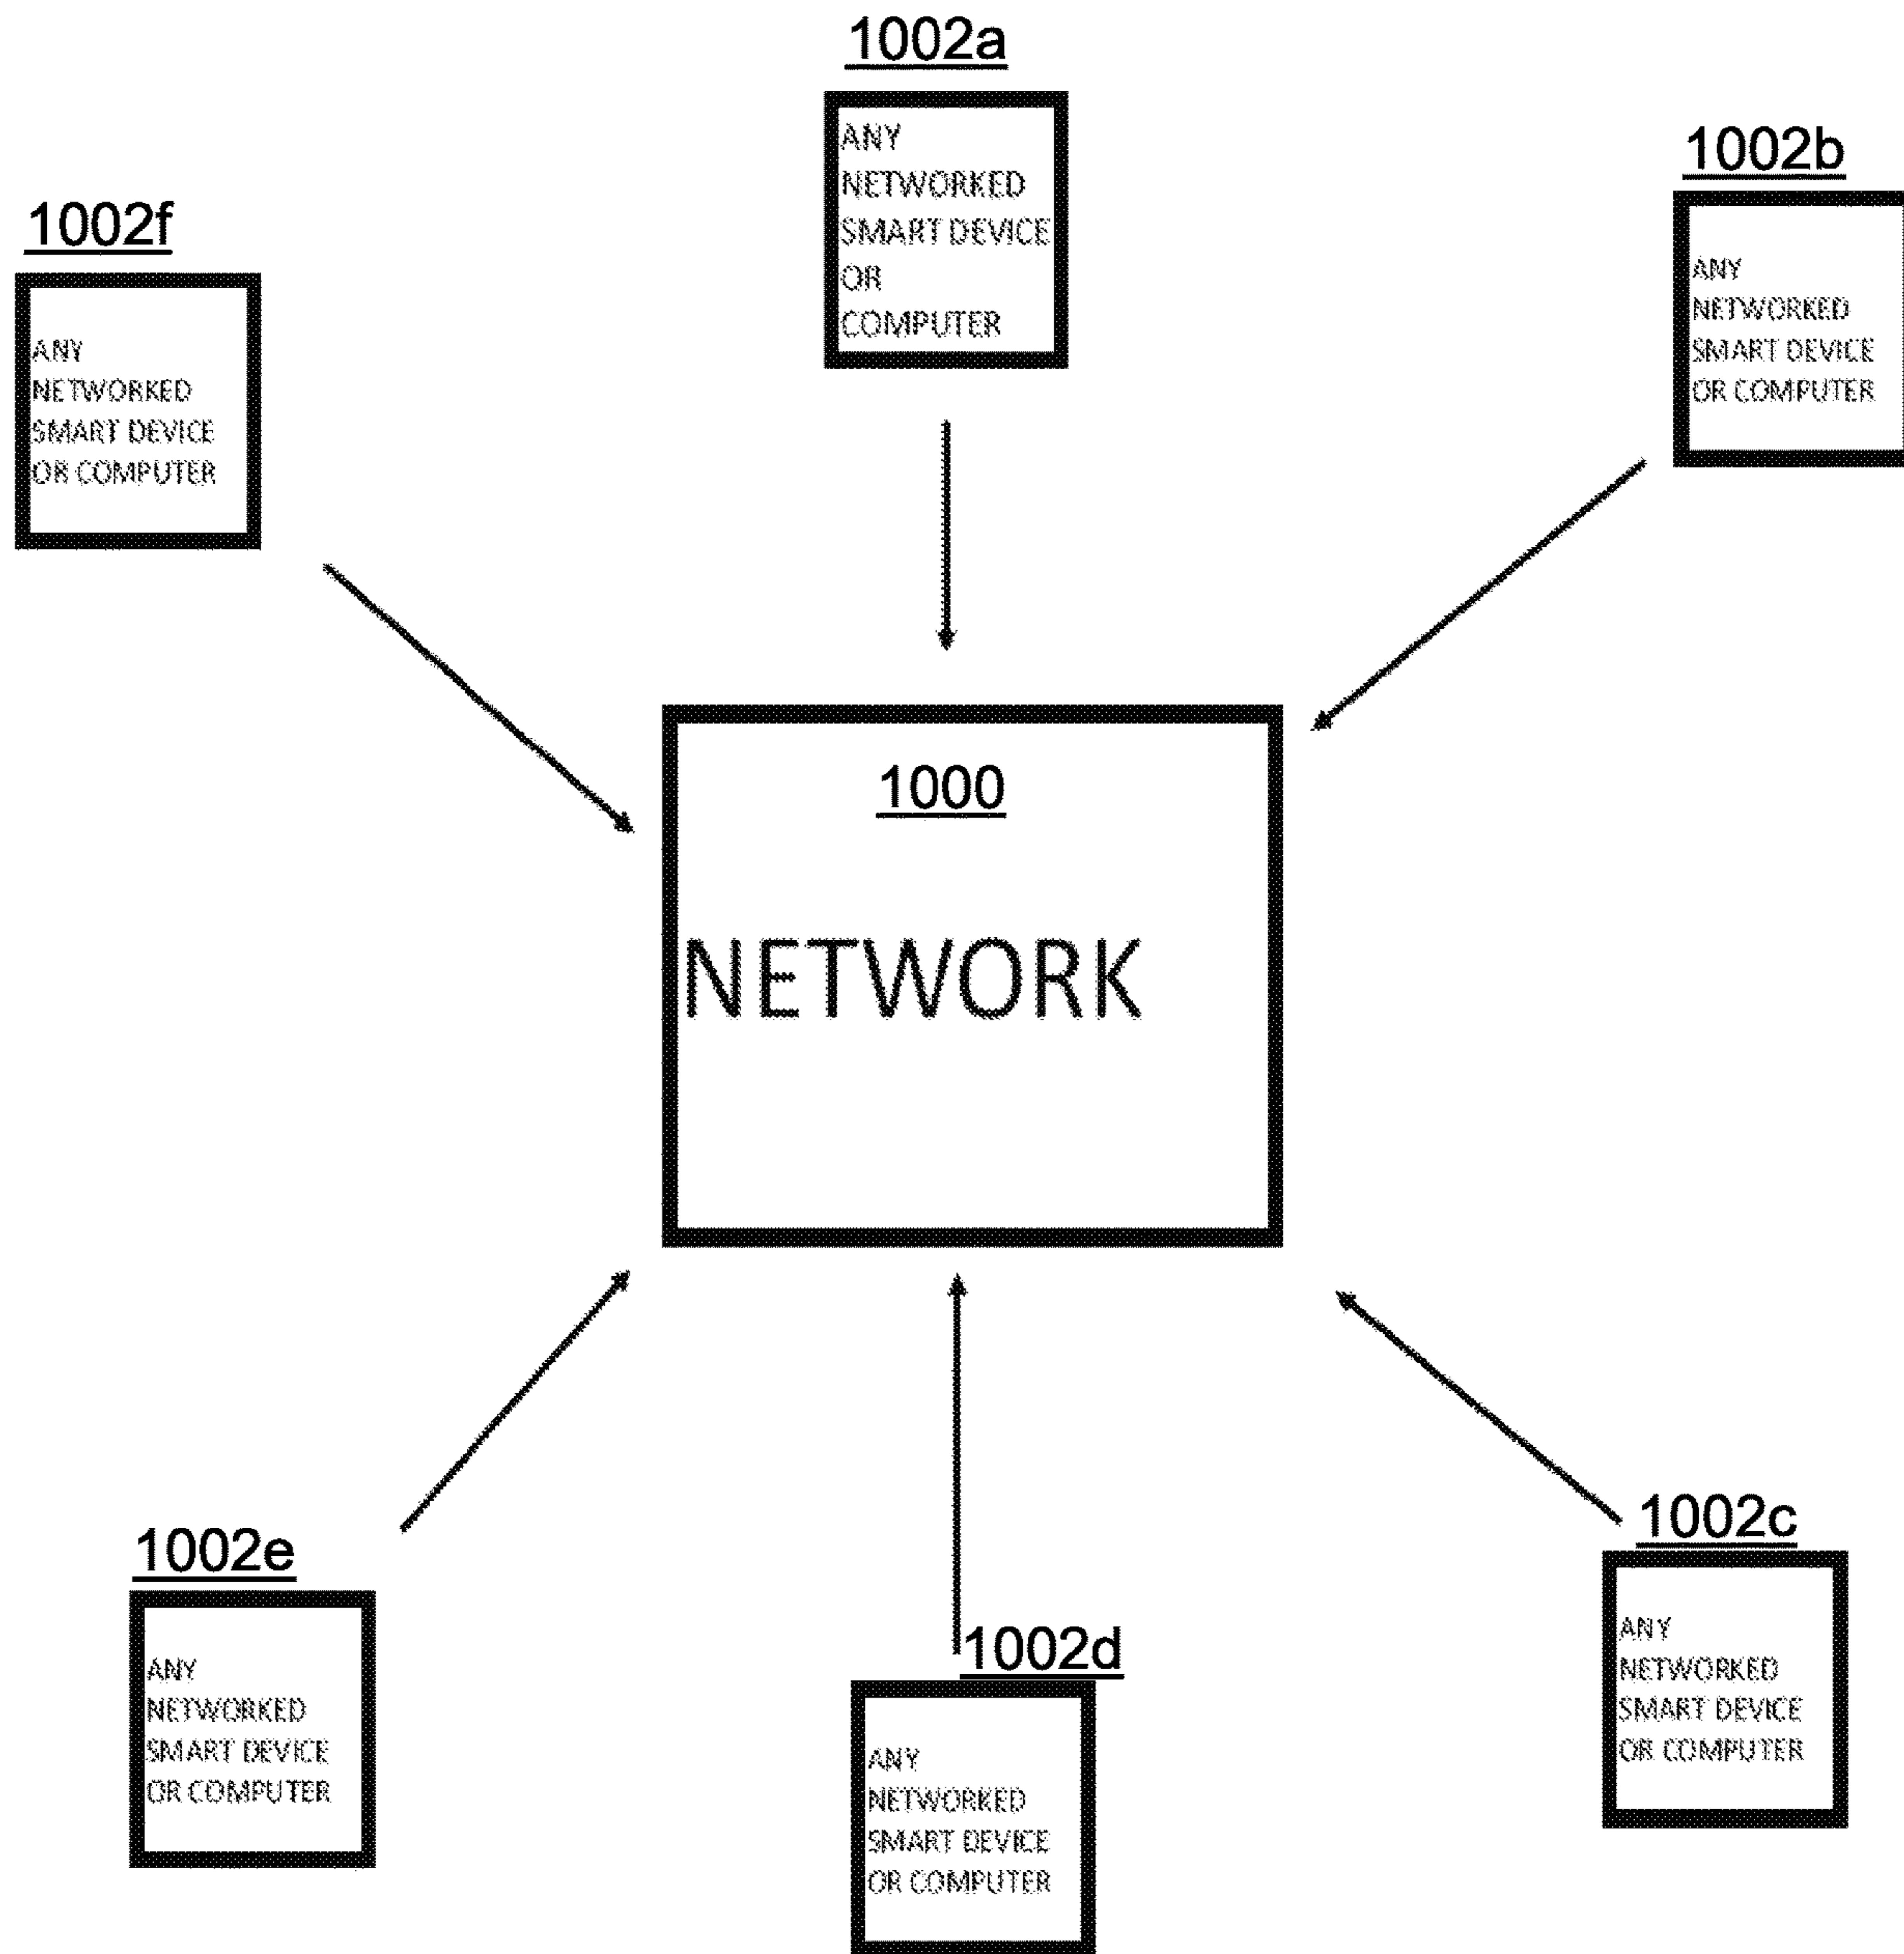 1002a
ANY
NETWORKED
SMART DEVICE
OR
COMPUTER
1002b
ANY
NETWORKED
SMART DEVICE
OR COMPUTER
1002f
ANY
NETWORKED
SMART DEVICE
OR COMPUTER
1000
NETWORK
1002e
ANY
NETWORKED
SMART DEVICE
OR COMPUTER
1002d
ANY
NETWORKED
SMART DEVICE
OR COMPUTER
1002c
ANY
NETWORKED
SMART DEVICE
OR COMPUTER